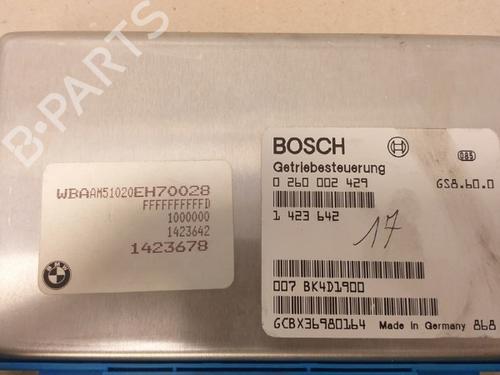 B-PARTS
WBAAM51020EH70028
FFFFFFFFFFD
1000000
1423642
1423678
BMW
BOSCH
Getriebesteuerung
0 260 002 429
GS8.60.0
1 423 642
17
007 BK4D1900
GCBX36980164
Made in Germany 868